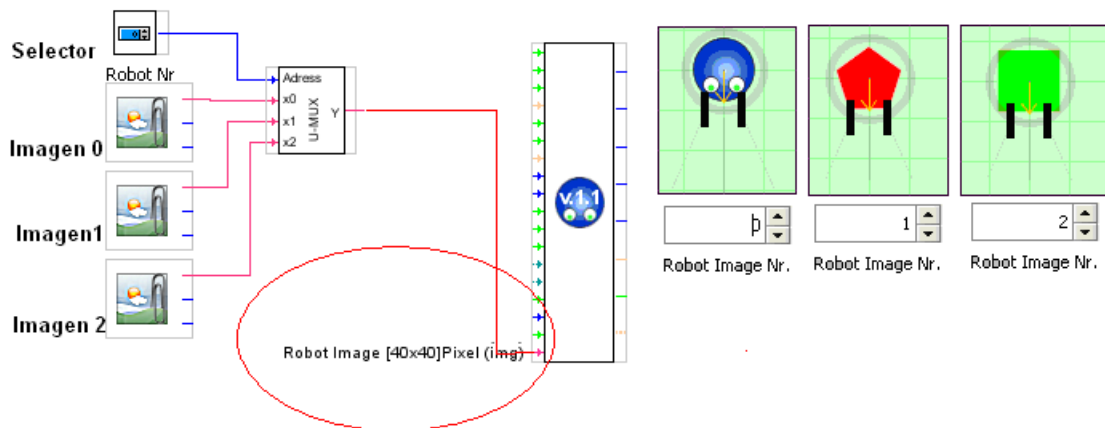 Selector
Robot Nr
Imagen 0
Imagen1
Imagen 2
Adress
x0
x1
x2
Y
U-MUX
v.1.1
Robot Image [40x40]Pixel (img)
0
1
2
Robot Image Nr.
Robot Image Nr.
Robot Image Nr.